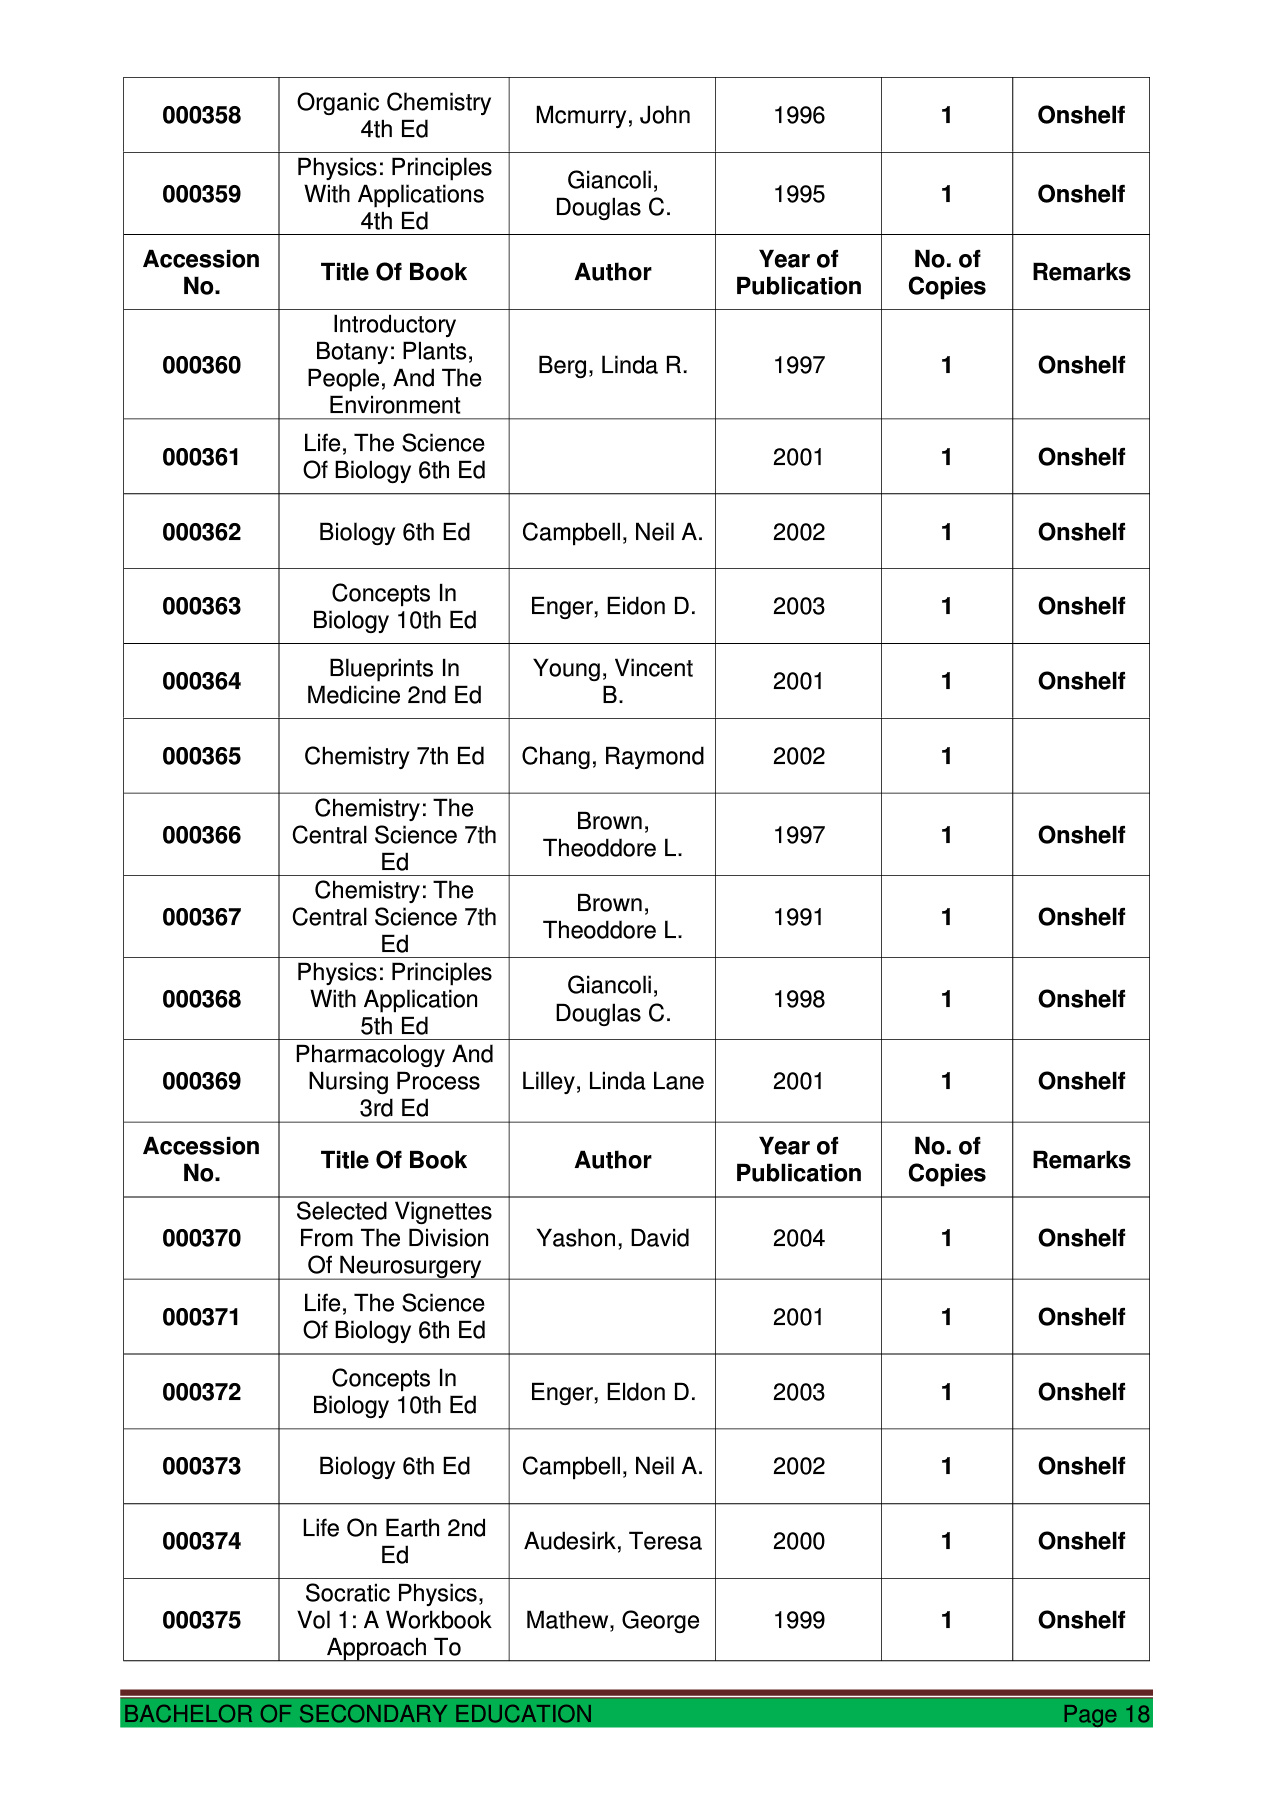 000358
Organic Chemistry
4th Ed
Mcmurry, John
1996
1
Onshelf
000359
Physics: Principles
With Applications
4th Ed
Giancoli,
Douglas C.
1995
1
Onshelf
Accession
No.
Title Of Book
Author
Year of
Publication
No. of
Copies
Remarks
000360
Introductory
Botany: Plants,
People, And The
Environment
Berg, Linda R.
1997
1
Onshelf
000361
Life, The Science
Of Biology 6th Ed
2001
1
Onshelf
000362
Biology 6th Ed
Campbell, Neil A.
2002
1
Onshelf
000363
Concepts In
Biology 10th Ed
Enger, Eidon D.
2003
1
Onshelf
000364
Blueprints In
Medicine 2nd Ed
Young, Vincent
B.
2001
1
Onshelf
000365
Chemistry 7th Ed
Chang, Raymond
2002
1
000366
Chemistry: The
Central Science 7th
Ed
Brown,
Theoddore L.
1997
1
Onshelf
000367
Chemistry: The
Central Science 7th
Ed
Brown,
Theoddore L.
1991
1
Onshelf
000368
Physics: Principles
With Application
5th Ed
Giancoli,
Douglas C.
1998
1
Onshelf
000369
Pharmacology And
Nursing Process
3rd Ed
Lilley, Linda Lane
2001
1
Onshelf
Accession
No.
Title Of Book
Author
Year of
Publication
No. of
Copies
Remarks
000370
Selected Vignettes
From The Division
Of Neurosurgery
Yashon, David
2004
1
Onshelf
000371
Life, The Science
Of Biology 6th Ed
2001
1
Onshelf
000372
Concepts In
Biology 10th Ed
Enger, Eldon D.
2003
1
Onshelf
000373
Biology 6th Ed
Campbell, Neil A.
2002
1
Onshelf
000374
Life On Earth 2nd
Ed
Audesirk, Teresa
2000
1
Onshelf
000375
Socratic Physics,
Vol 1: A Workbook
Approach To
Mathew, George
1999
1
Onshelf
BACHELOR OF SECONDARY EDUCATION
Page 18